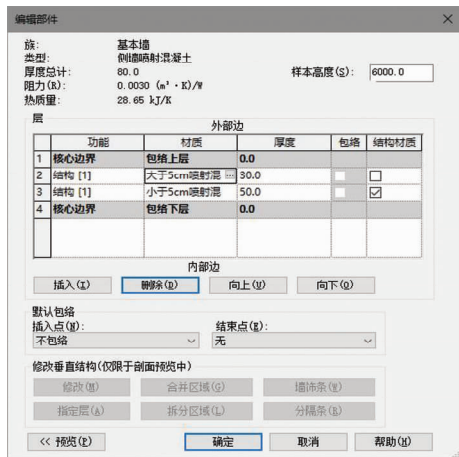 编辑部件
族: 基本墙
类型: 侧墙喷射混凝土
厚度总计: 80.0 样本高度(S): 6000.0
阻力(R): 0.0030 (m²·K)/W
热质量: 28.65 kJ/K
层
外部边
功能 材质 厚度 包络 结构材质
1 核心边界 包络上层 0.0
2 结构 [1] 大于5cm喷射混 30.0
3 结构 [1] 小于5cm喷射混 50.0
4 核心边界 包络下层 0.0
内部边
插入(I) 删除(D) 向上(U) 向下(O)
默认包络
插入点(N): 结束点(E):
不包络 无
修改垂直结构(仅限于剖面预览中)
修改(M) 合并区域(G) 墙饰条(W)
指定层(A) 拆分区域(L) 分隔条(R)
<< 预览(P) 确定 取消 帮助(H)